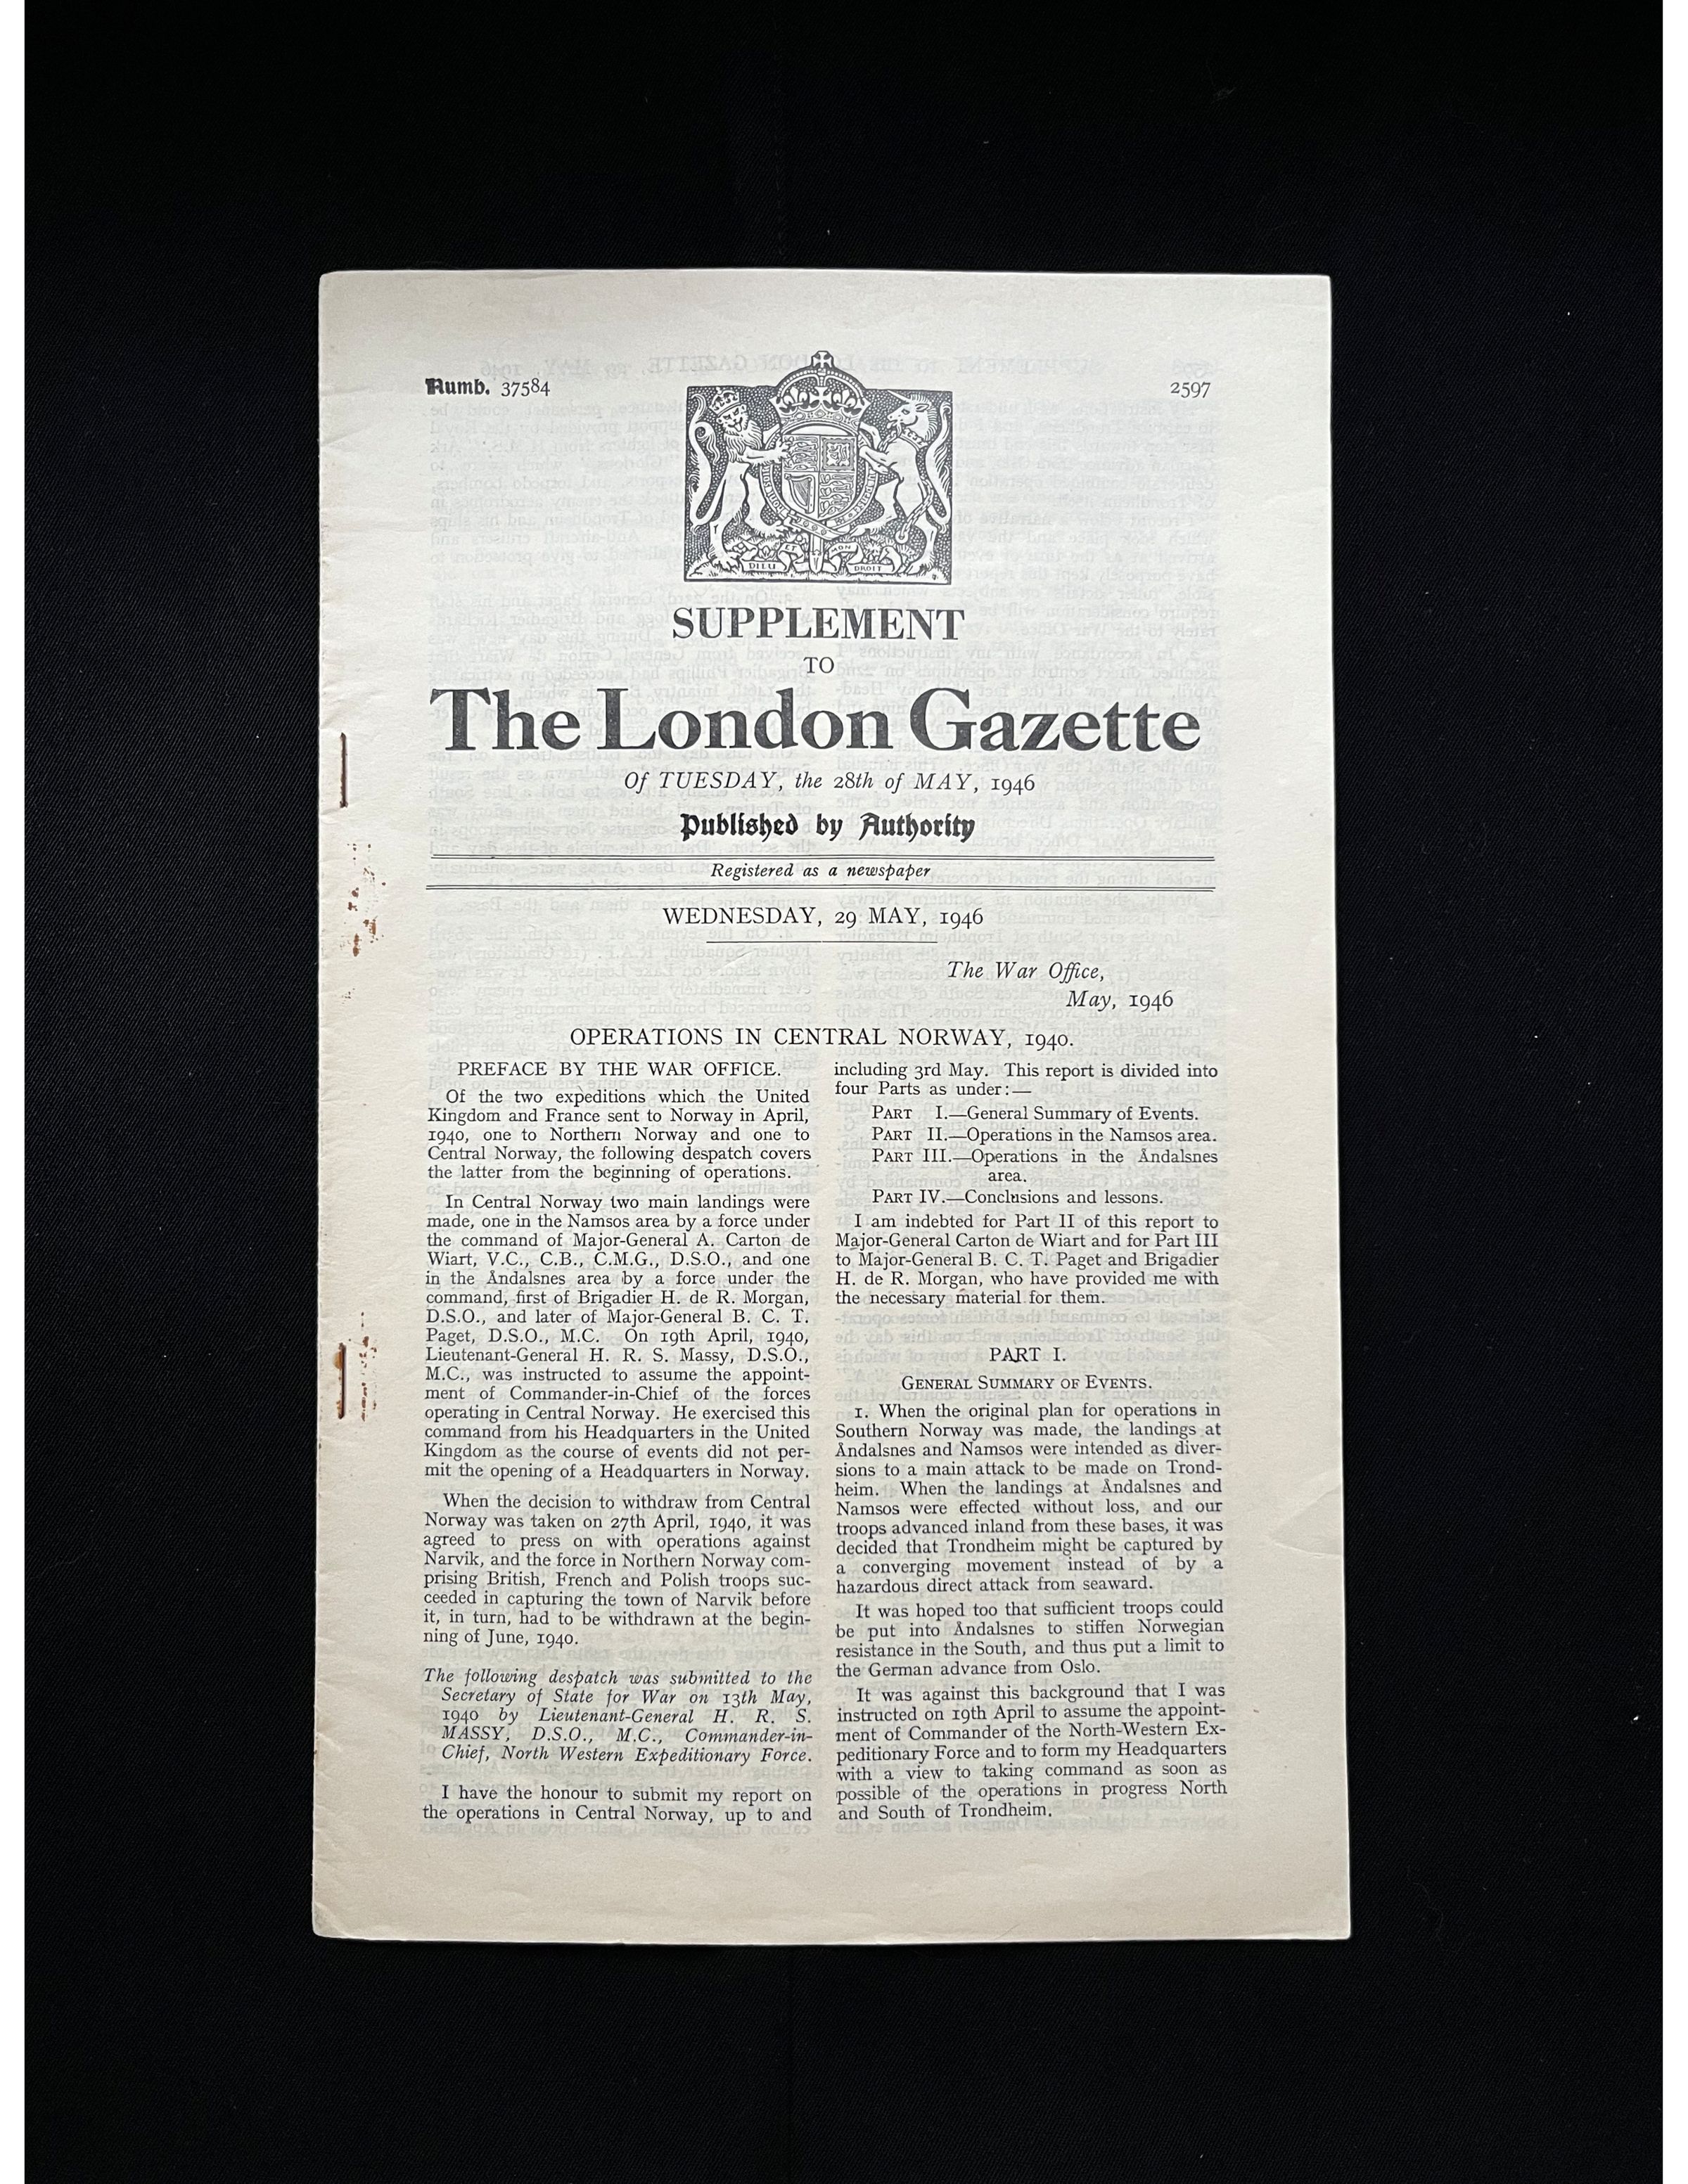 Numb. 37584
2597
DIEU ET MON DROIT
SUPPLEMENT
TO
The London Gazette
Of TUESDAY, the 28th of MAY, 1946
Published by Authority
Registered as a newspaper
WEDNESDAY, 29 MAY, 1946
The War Office,
May, 1946
OPERATIONS IN CENTRAL NORWAY, 1940.
PREFACE BY THE WAR OFFICE.
Of the two expeditions which the United
Kingdom and France sent to Norway in April,
1940, one to Northern Norway and one to
Central Norway, the following despatch covers
the latter from the beginning of operations.
In Central Norway two main landings were
made, one in the Namsos area by a force under
the command of Major-General A. Carton de
Wiart, V.C., C.B., C.M.G., D.S.O., and one
in the Åndalsnes area by a force under the
command, first of Brigadier H. de R. Morgan,
D.S.O., and later of Major-General B. C. T.
Paget, D.S.O., M.C. On 19th April, 1940,
Lieutenant-General H. R. S. Massy, D.S.O.,
M.C., was instructed to assume the appoint-
ment of Commander-in-Chief of the forces
operating in Central Norway. He exercised this
command from his Headquarters in the United
Kingdom as the course of events did not per-
mit the opening of a Headquarters in Norway.
When the decision to withdraw from Central
Norway was taken on 27th April, 1940, it was
agreed to press on with operations against
Narvik, and the force in Northern Norway com-
prising British, French and Polish troops suc-
ceeded in capturing the town of Narvik before
it, in turn, had to be withdrawn at the begin-
ning of June, 1940.
The following despatch was submitted to the
Secretary of State for War on 13th May,
1940 by Lieutenant-General H. R. S.
MASSY, D.S.O., M.C., Commander-in-
Chief, North Western Expeditionary Force.
I have the honour to submit my report on
the operations in Central Norway, up to and
including 3rd May. This report is divided into
four Parts as under:—
PART I.—General Summary of Events.
PART II.—Operations in the Namsos area.
PART III.—Operations in the Åndalsnes
area.
PART IV.—Conclusions and lessons.
I am indebted for Part II of this report to
Major-General Carton de Wiart and for Part III
to Major-General B. C. T. Paget and Brigadier
H. de R. Morgan, who have provided me with
the necessary material for them.
PART I.
GENERAL SUMMARY OF EVENTS.
1. When the original plan for operations in
Southern Norway was made, the landings at
Åndalsnes and Namsos were intended as diver-
sions to a main attack to be made on Trond-
heim. When the landings at Åndalsnes and
Namsos were effected without loss, and our
troops advanced inland from these bases, it was
decided that Trondheim might be captured by
a converging movement instead of by a
hazardous direct attack from seaward.
It was hoped too that sufficient troops could
be put into Åndalsnes to stiffen Norwegian
resistance in the South, and thus put a limit to
the German advance from Oslo.
It was against this background that I was
instructed on 19th April to assume the appoint-
ment of Commander of the North-Western Ex-
peditionary Force and to form my Headquarters
with a view to taking command as soon as
possible of the operations in progress North
and South of Trondheim.